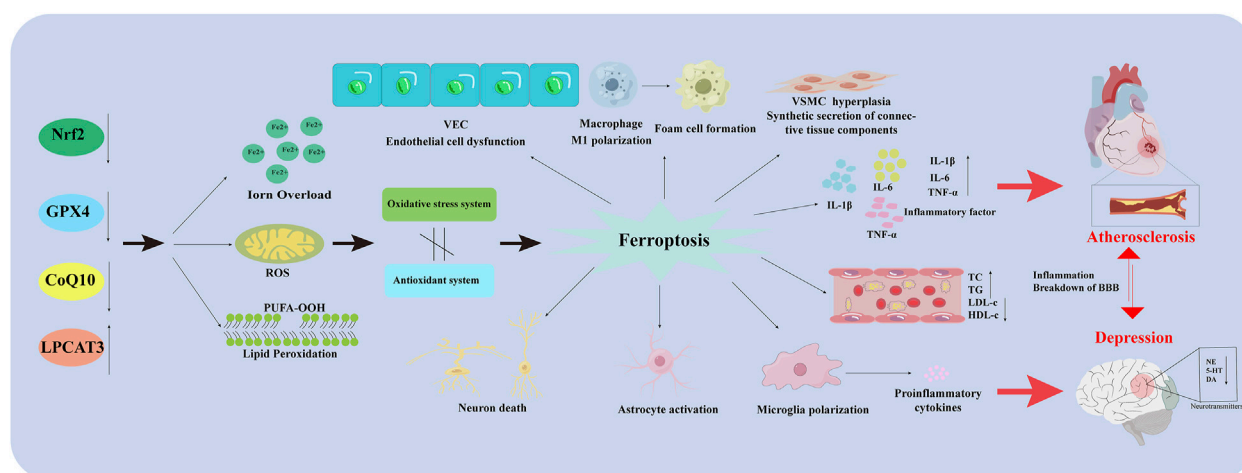 Nrf2
GPX4
CoQ10
LPCAT3
Fe2+
Fe2+
Fe2+
Fe2+
Fe2+
Fe2+
Iorn Overload
ROS
PUFA-OOH
Lipid Peroxidation
Oxidative stress system
Antioxidant system
Ferroptosis
VEC
Endothelial cell dysfunction
Macrophage
M1 polarization
Foam cell formation
VSMC hyperplasia
Synthetic secretion of connec-
tive tissue components
IL-1β
IL-6
TNF-α
IL-1β
IL-6
TNF-α
Inflammatory factor
TC
TG
LDL-c
HDL-c
Neuron death
Astrocyte activation
Microglia polarization
Proinflammatory
cytokines
Atherosclerosis
Inflammation
Breakdown of BBB
Depression
NE
5-HT
DA
Neurotransmitters